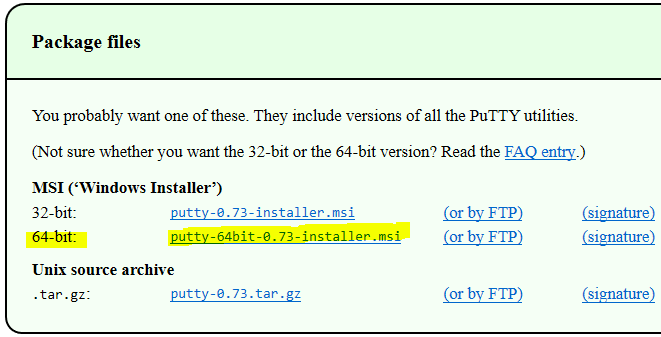 Package files
You probably want one of these. They include versions of all the PuTTY utilities.
(Not sure whether you want the 32-bit or the 64-bit version? Read the FAQ entry.)
MSI (‘Windows Installer’)
32-bit: putty-0.73-installer.msi (or by FTP) (signature)
64-bit: putty-64bit-0.73-installer.msi (or by FTP) (signature)
Unix source archive
.tar.gz: putty-0.73.tar.gz (or by FTP) (signature)